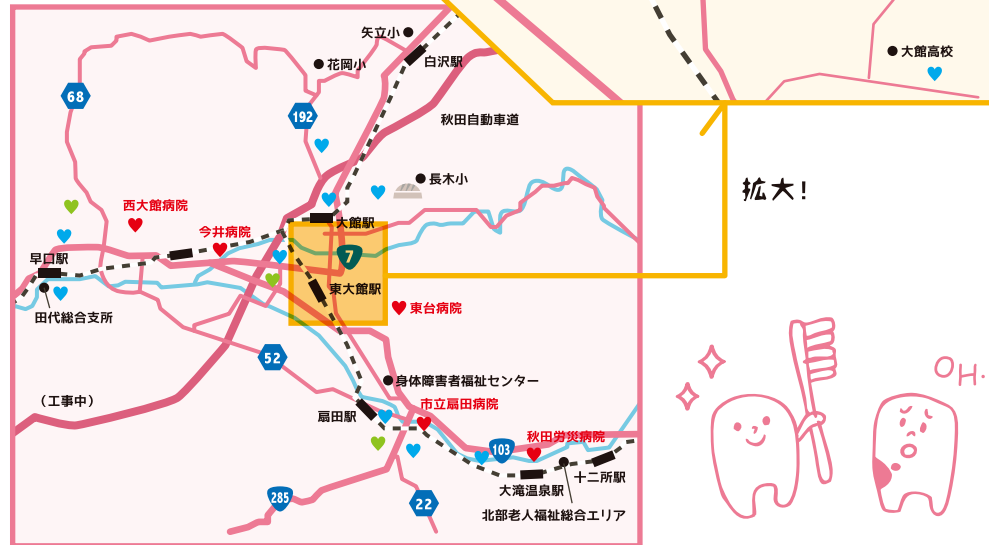 矢立小
花岡小
白沢駅
大館高校
68
192
秋田自動車道
長木小
拡大!
西大館病院
今井病院
大館駅
早口駅
7
東大館駅
東台病院
田代総合支所
52
身体障害者福祉センター
OH.
(工事中)
扇田駅
市立扇田病院
秋田労災病院
103
十二所駅
大滝温泉駅
285
22
北部老人福祉総合エリア